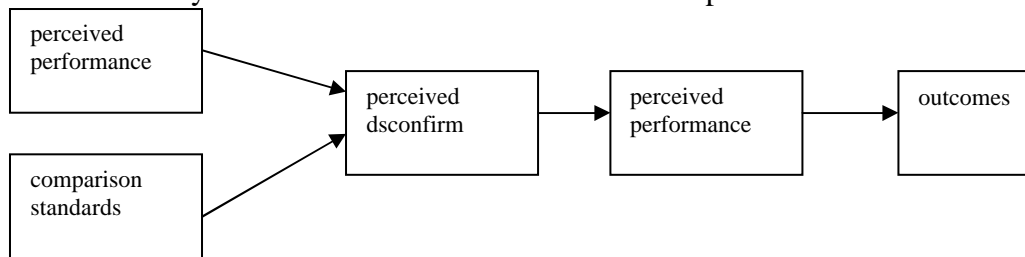 perceived
performance
perceived
dsconfirm
perceived
performance
outcomes
comparison
standards